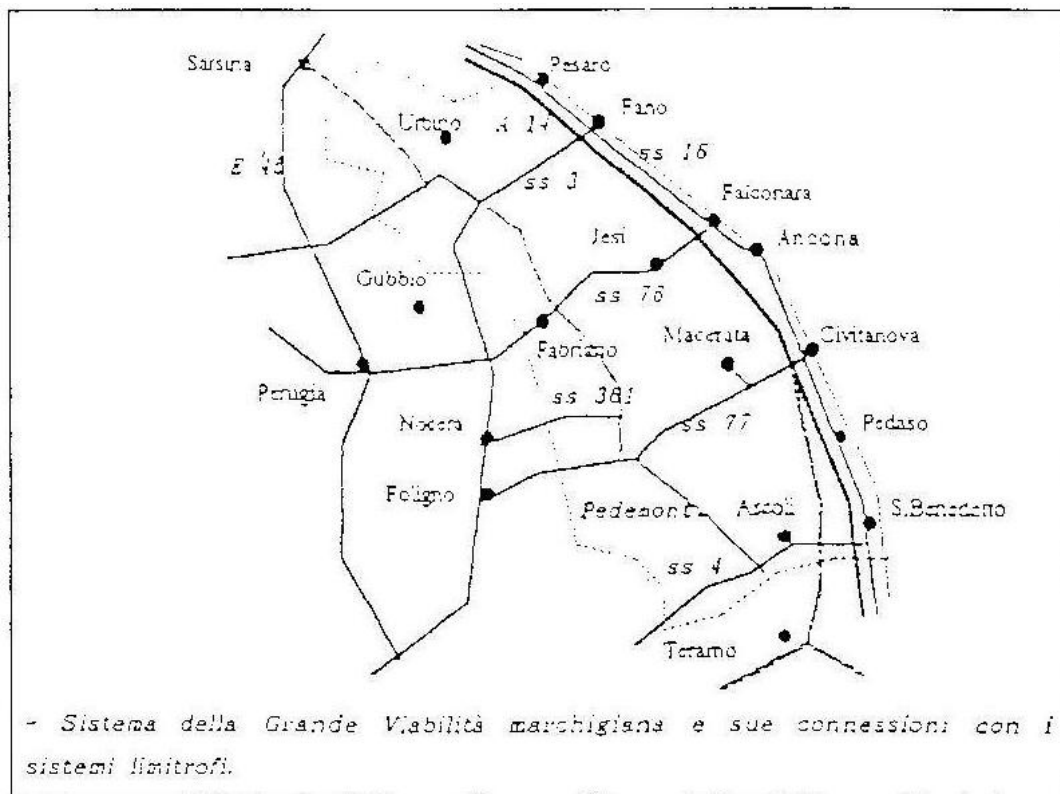 Sarsina
Pesaro
Fano
Urbino
A 14
E 45
ss 16
ss 3
Falconara
Jesi
Ancona
Gubbio
ss 76
Fabriano
Macerata
Civitanova
Perugia
ss 361
Nocera
ss 77
Pedaso
Foligno
Pedemont.
Ascoli
S.Benedetto
ss 4
Teramo
- Sistema della Grande Viabilità marchigiana e sue connessioni con i
sistemi limitrofi.